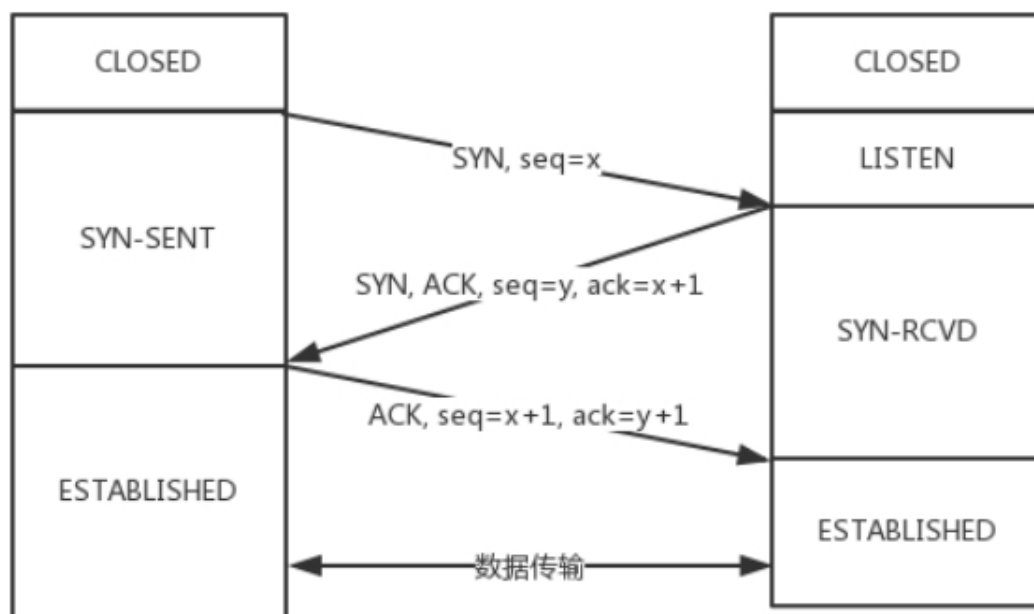 CLOSED
CLOSED
SYN, seq=x
LISTEN
SYN-SENT
SYN, ACK, seq=y, ack=x+1
SYN-RCVD
ACK, seq=x+1, ack=y+1
ESTABLISHED
ESTABLISHED
数据传输